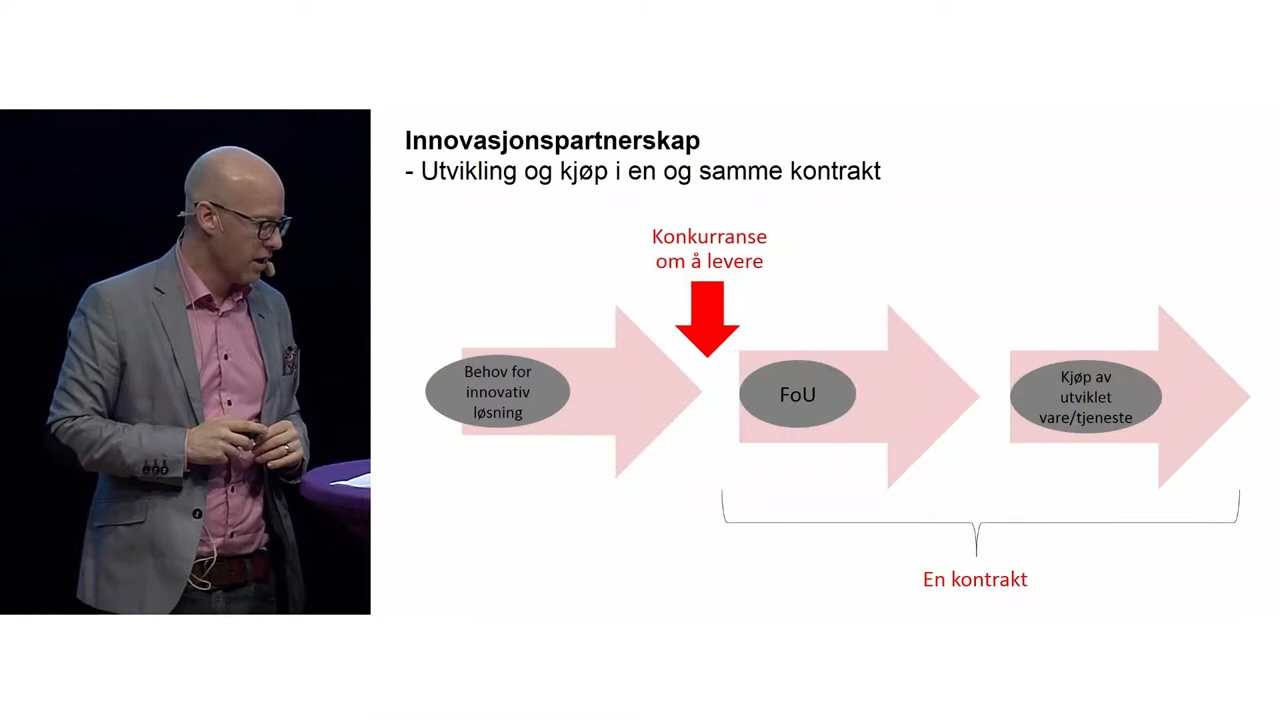 Innovasjonspartnerskap
- Utvikling og kjøp i en og samme kontrakt
Konkurranse
om å levere
Behov for
innovativ
løsning
FoU
Kjøp av
utviklet
vare/tjeneste
En kontrakt